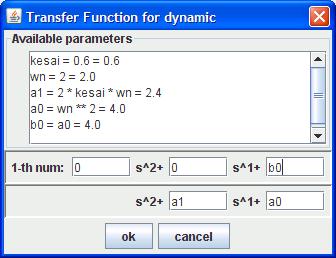 Transfer Function for dynamic
Available parameters
kesai = 0.6 = 0.6
wn = 2 = 2.0
a1 = 2 * kesai * wn = 2.4
a0 = wn ** 2 = 4.0
b0 = a0 = 4.0
1-th num: 0 s^2+ 0 s^1+ b0
s^2+ a1 s^1+ a0
ok cancel